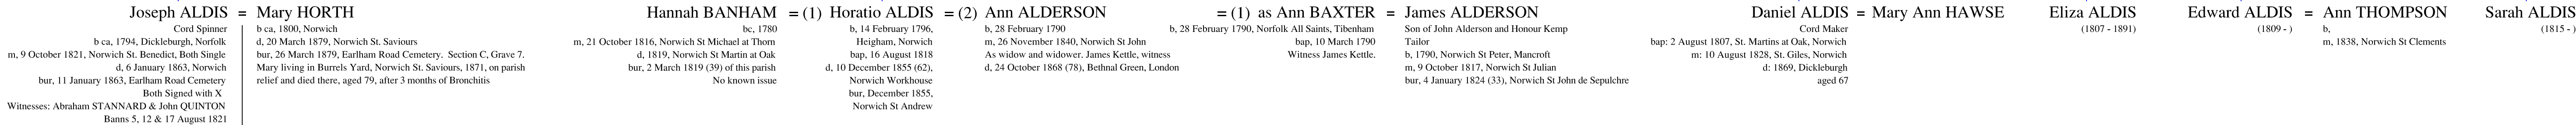 Joseph ALDIS = Mary HORTH
Cord Spinner
b ca, 1794, Dickleburgh, Norfolk
m, 9 October 1821, Norwich St. Benedict, Both Single
d, 6 January 1863, Norwich
bur, 11 January 1863, Earlham Road Cemetery
Both Signed with X
Witnesses: Abraham STANNARD & John QUINTON
Banns 5, 12 & 17 August 1821
b ca, 1800, Norwich
d, 20 March 1879, Norwich St. Saviours
bur, 26 March 1879, Earlham Road Cemetery. Section C, Grave 7.
Mary living in Burrels Yard, Norwich St. Saviours, 1871, on parish
relief and died there, aged 79, after 3 months of Bronchitis
Hannah BANHAM = (1) Horatio ALDIS = (2) Ann ALDERSON
bc, 1780
m, 21 October 1816, Norwich St Michael at Thorn
d, 1819, Norwich St Martin at Oak
bur, 2 March 1819 (39) of this parish
No known issue
b, 14 February 1796,
Heigham, Norwich
bap, 16 August 1818
d, 10 December 1855 (62),
Norwich Workhouse
bur, December 1855,
Norwich St Andrew
b, 28 February 1790
m, 26 November 1840, Norwich St John
As widow and widower. James Kettle, witness
d, 24 October 1868 (78), Bethnal Green, London
= (1) as Ann BAXTER = James ALDERSON
b, 28 February 1790, Norfolk All Saints, Tibenham
bap, 10 March 1790
Witness James Kettle.
Son of John Alderson and Honour Kemp
Tailor
b, 1790, Norwich St Peter, Mancroft
m, 9 October 1817, Norwich St Julian
bur, 4 January 1824 (33), Norwich St John de Sepulchre
Daniel ALDIS = Mary Ann HAWSE
Cord Maker
bap: 2 August 1807, St. Martins at Oak, Norwich
m: 10 August 1828, St. Giles, Norwich
d: 1869, Dickleburgh
aged 67
Eliza ALDIS
(1807 - 1891)
Edward ALDIS = Ann THOMPSON
(1809 - )
b,
m, 1838, Norwich St Clements
Sarah ALDIS
(1815 - )